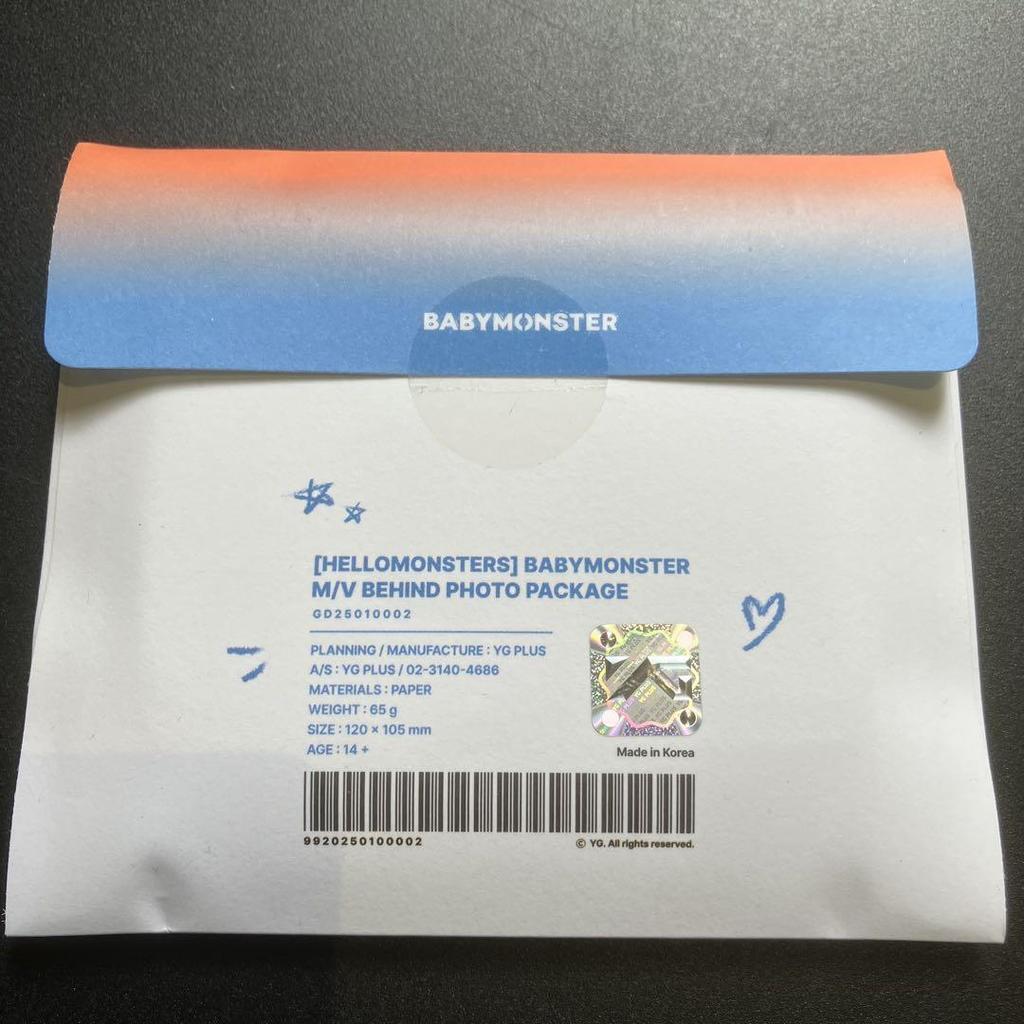 BABYMONSTER
[HELLOMONSTERS] BABYMONSTER
M/V BEHIND PHOTO PACKAGE
GD25010002
PLANNING / MANUFACTURE : YG PLUS
A/S : YG PLUS / 02-3140-4686
MATERIALS : PAPER
WEIGHT : 65 g
SIZE : 120 × 105 mm
AGE : 14 +
Made in Korea
9920250100002
© YG. All rights reserved.